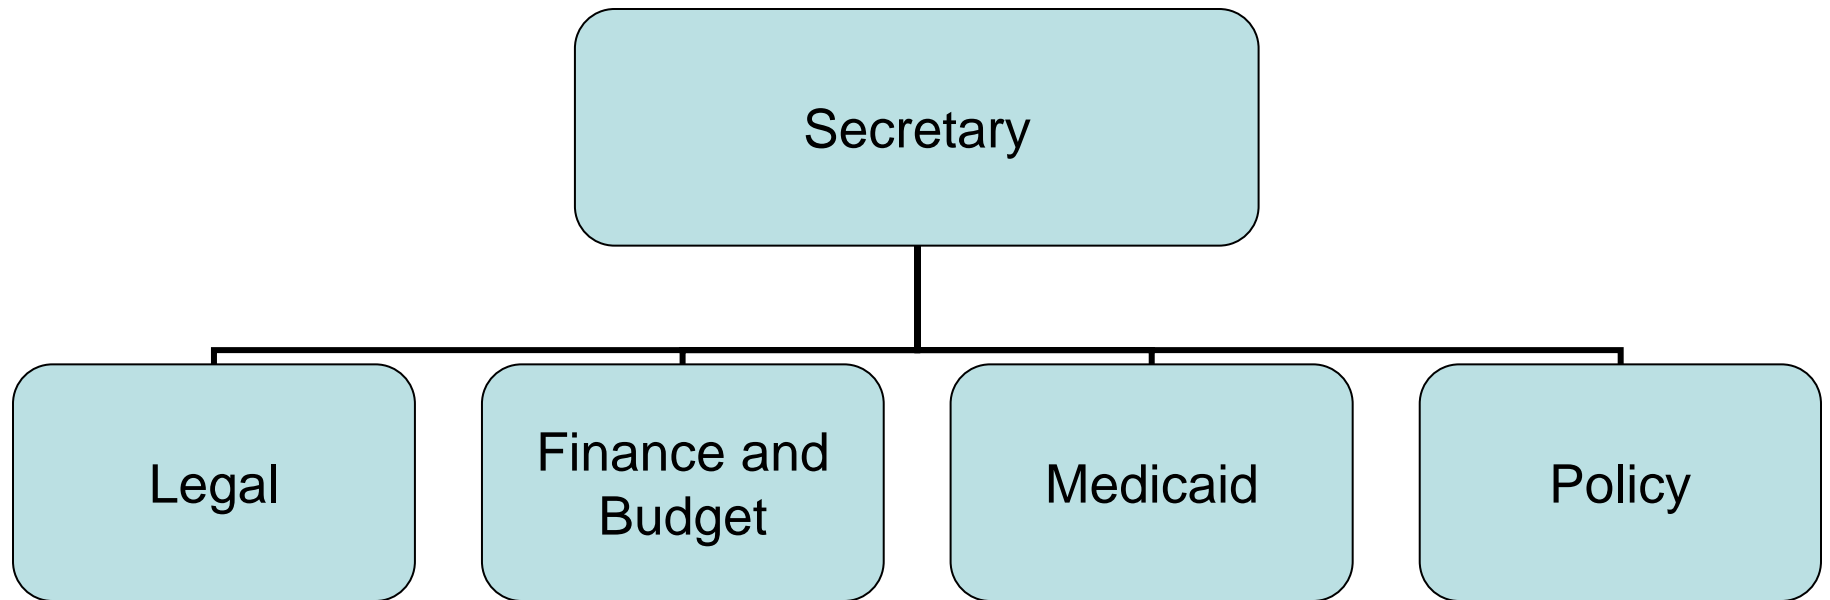 Secretary
Legal
Finance and
Budget
Medicaid
Policy